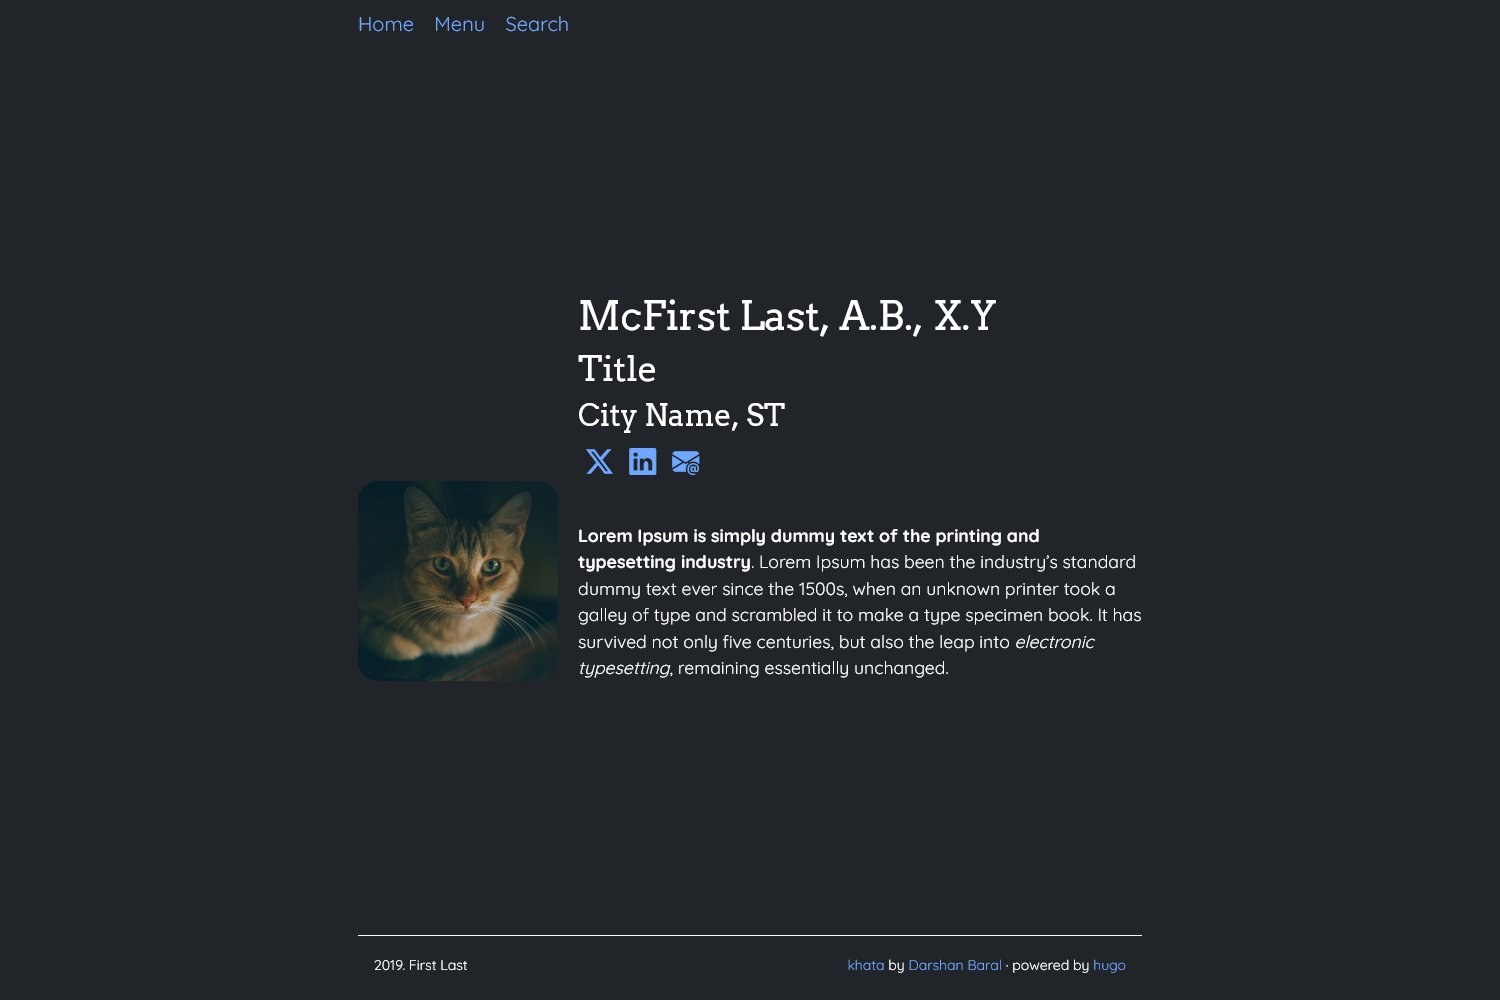 Home Menu Search
McFirst Last, A.B., X.Y
Title
City Name, ST
Lorem Ipsum is simply dummy text of the printing and
typesetting industry. Lorem Ipsum has been the industry’s standard
dummy text ever since the 1500s, when an unknown printer took a
galley of type and scrambled it to make a type specimen book. It has
survived not only five centuries, but also the leap into electronic
typesetting, remaining essentially unchanged.
2019. First Last
khata by Darshan Baral · powered by hugo